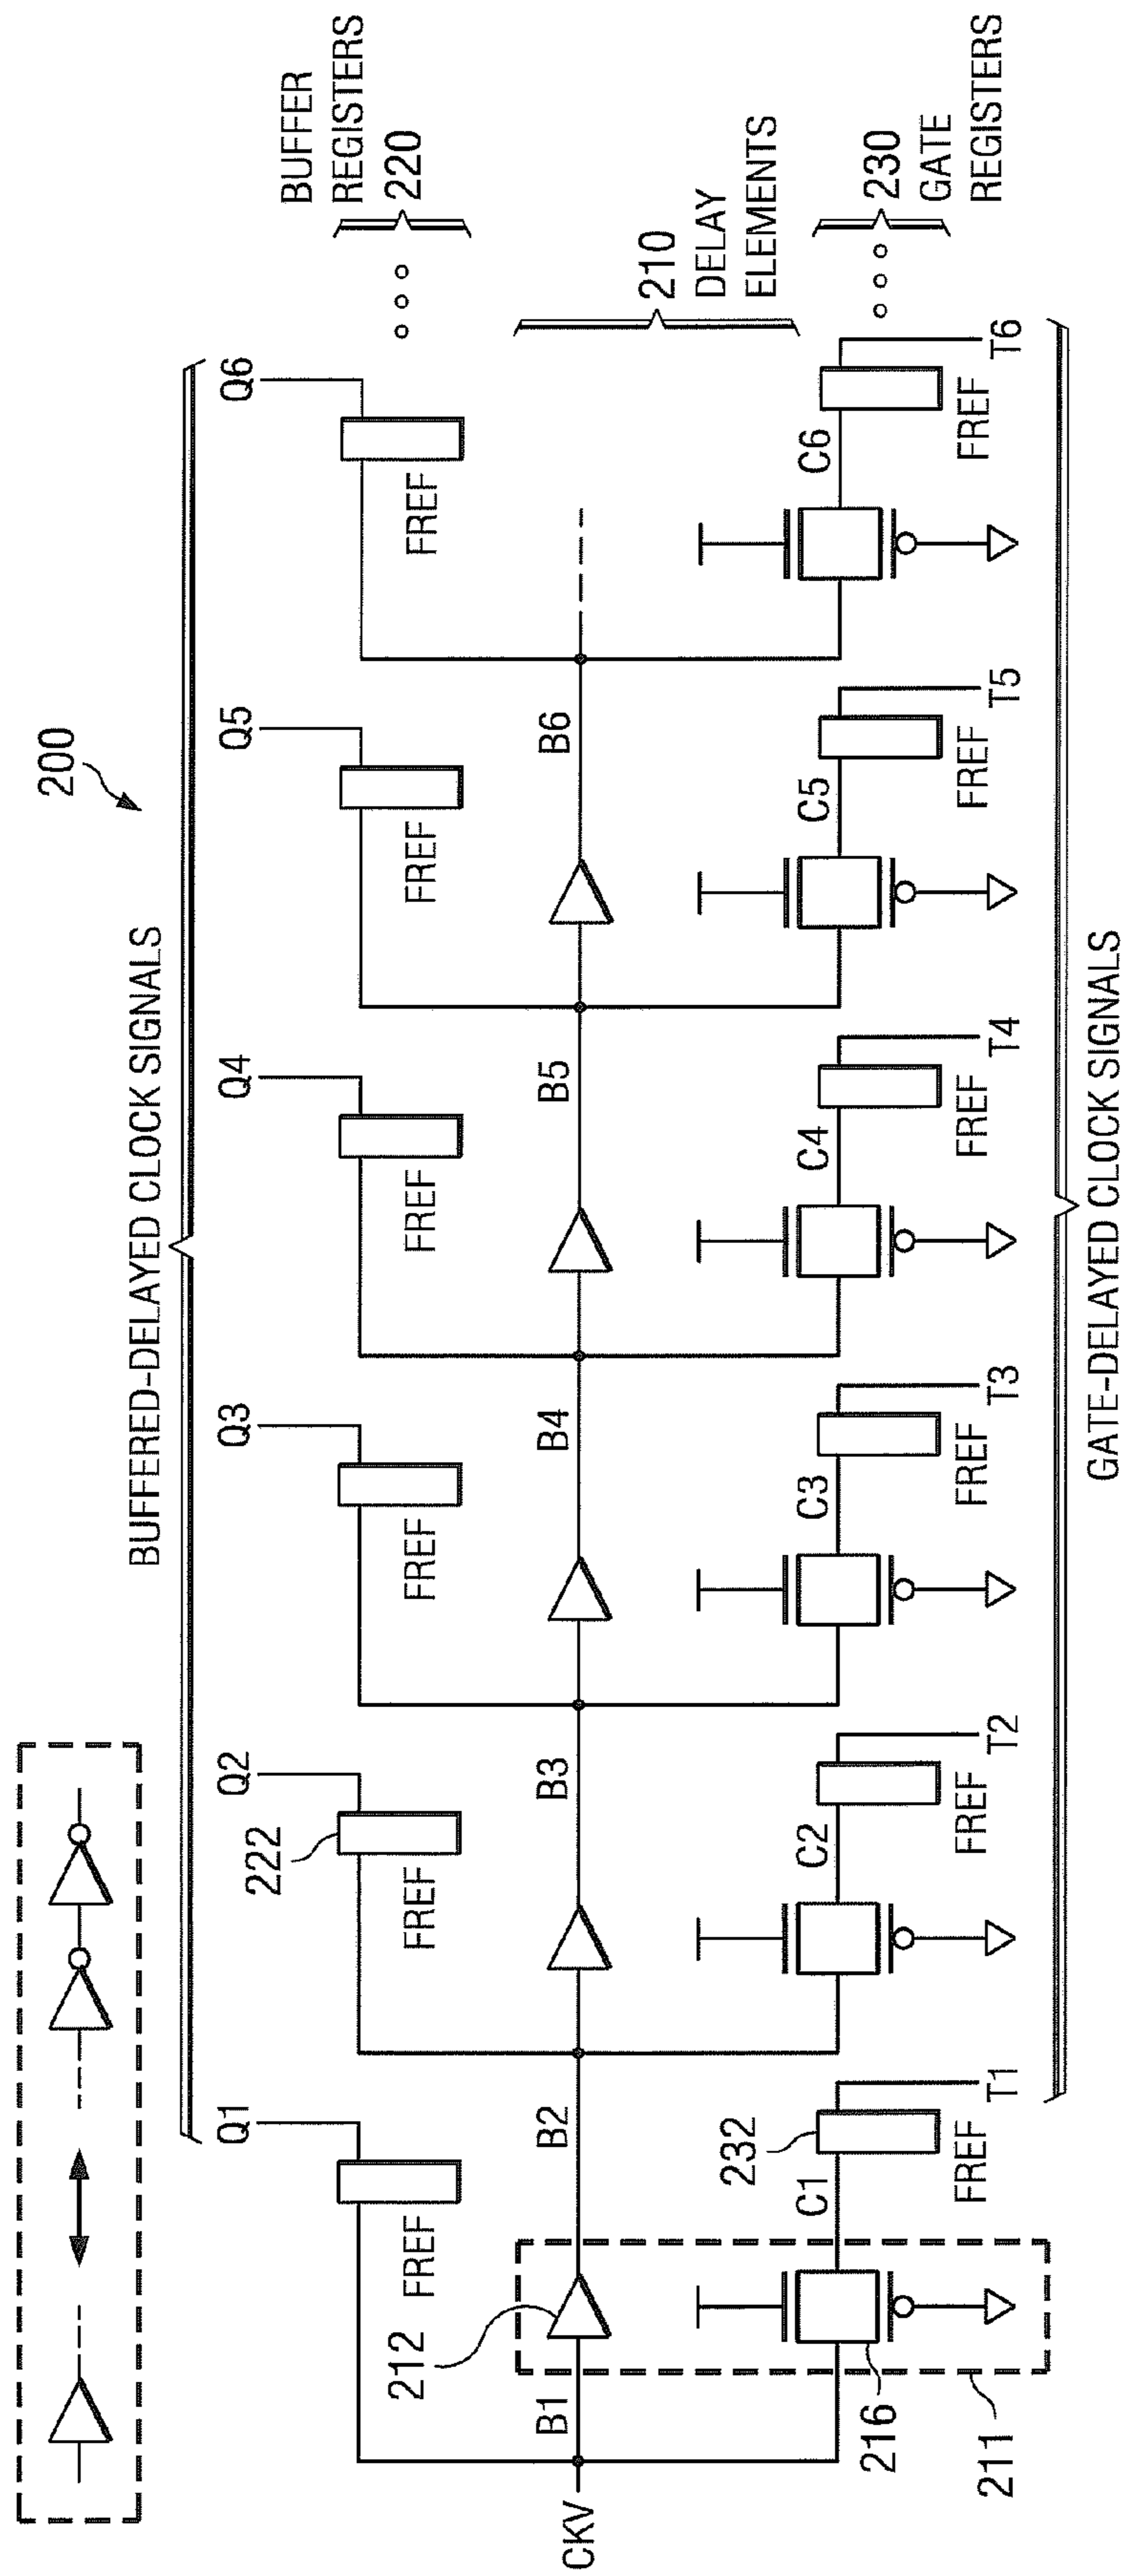 200
BUFFERED-DELAYED CLOCK SIGNALS
Q1
Q2
Q3
Q4
Q5
Q6
BUFFER
REGISTERS
220
222
FREF
FREF
FREF
FREF
FREF
FREF
212
CKV
B1
B2
B3
B4
B5
B6
210
DELAY
ELEMENTS
232
C1
C2
C3
C4
C5
C6
230
GATE
REGISTERS
216
FREF
FREF
FREF
FREF
FREF
FREF
T1
T2
T3
T4
T5
T6
211
GATE-DELAYED CLOCK SIGNALS